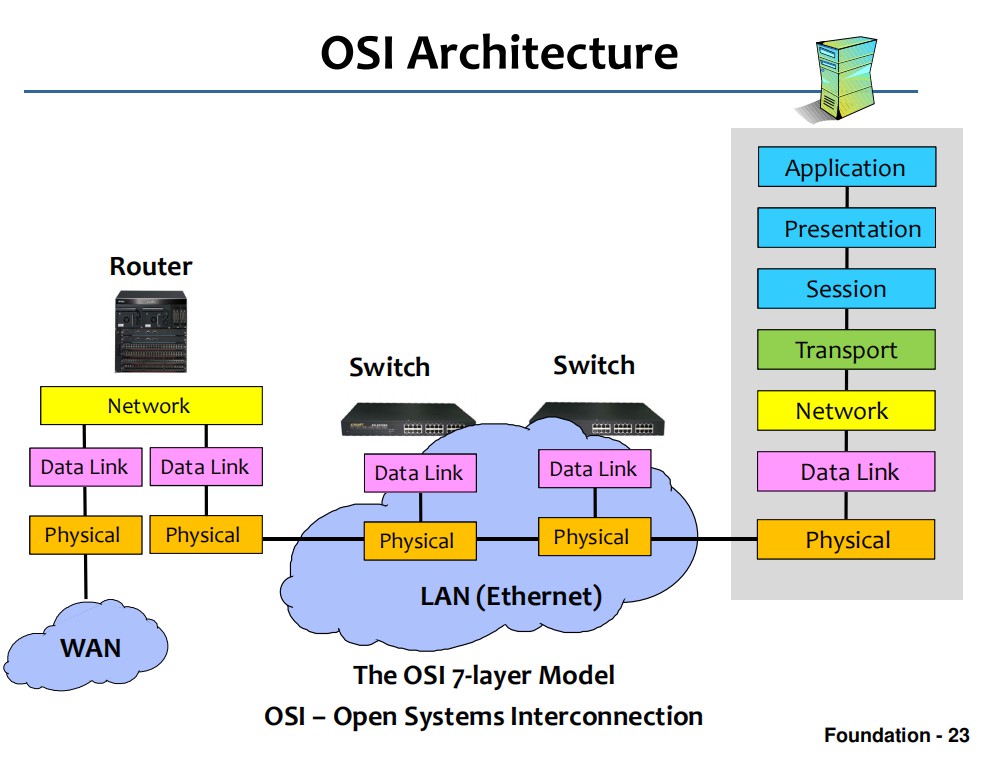 OSI Architecture
Application
Presentation
Session
Transport
Network
Data Link
Physical
Router
Network
Data Link
Data Link
Physical
Physical
WAN
Switch
Switch
Data Link
Data Link
Physical
Physical
LAN (Ethernet)
The OSI 7-layer Model
OSI – Open Systems Interconnection
Foundation - 23